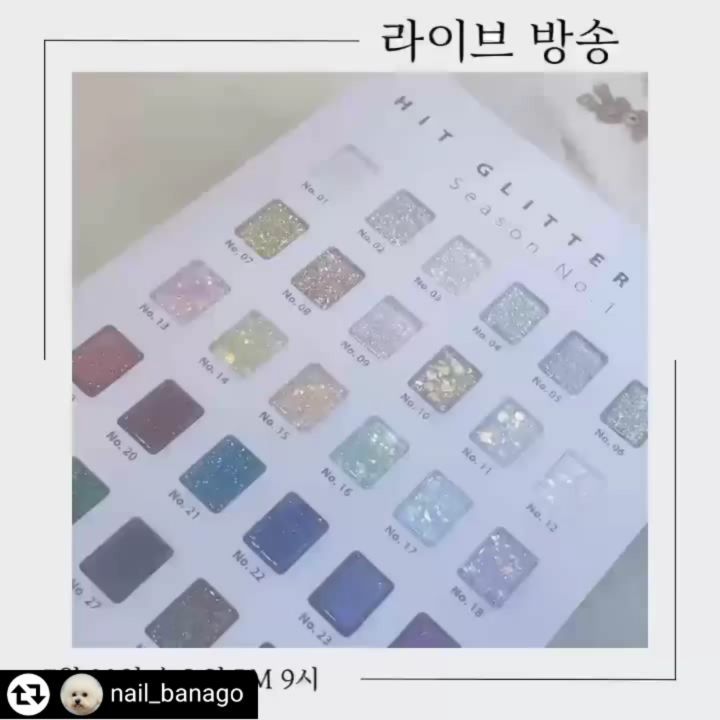 라이브 방송
HIT GLITTER
Season No.1
No. 01
No. 02
No. 03
No. 04
No. 05
No. 06
No. 07
No. 08
No. 09
No. 10
No. 11
No. 12
No. 13
No. 14
No. 15
No. 16
No. 17
No. 18
No. 20
No. 21
No. 22
No. 23
No. 27
9시
nail_banago